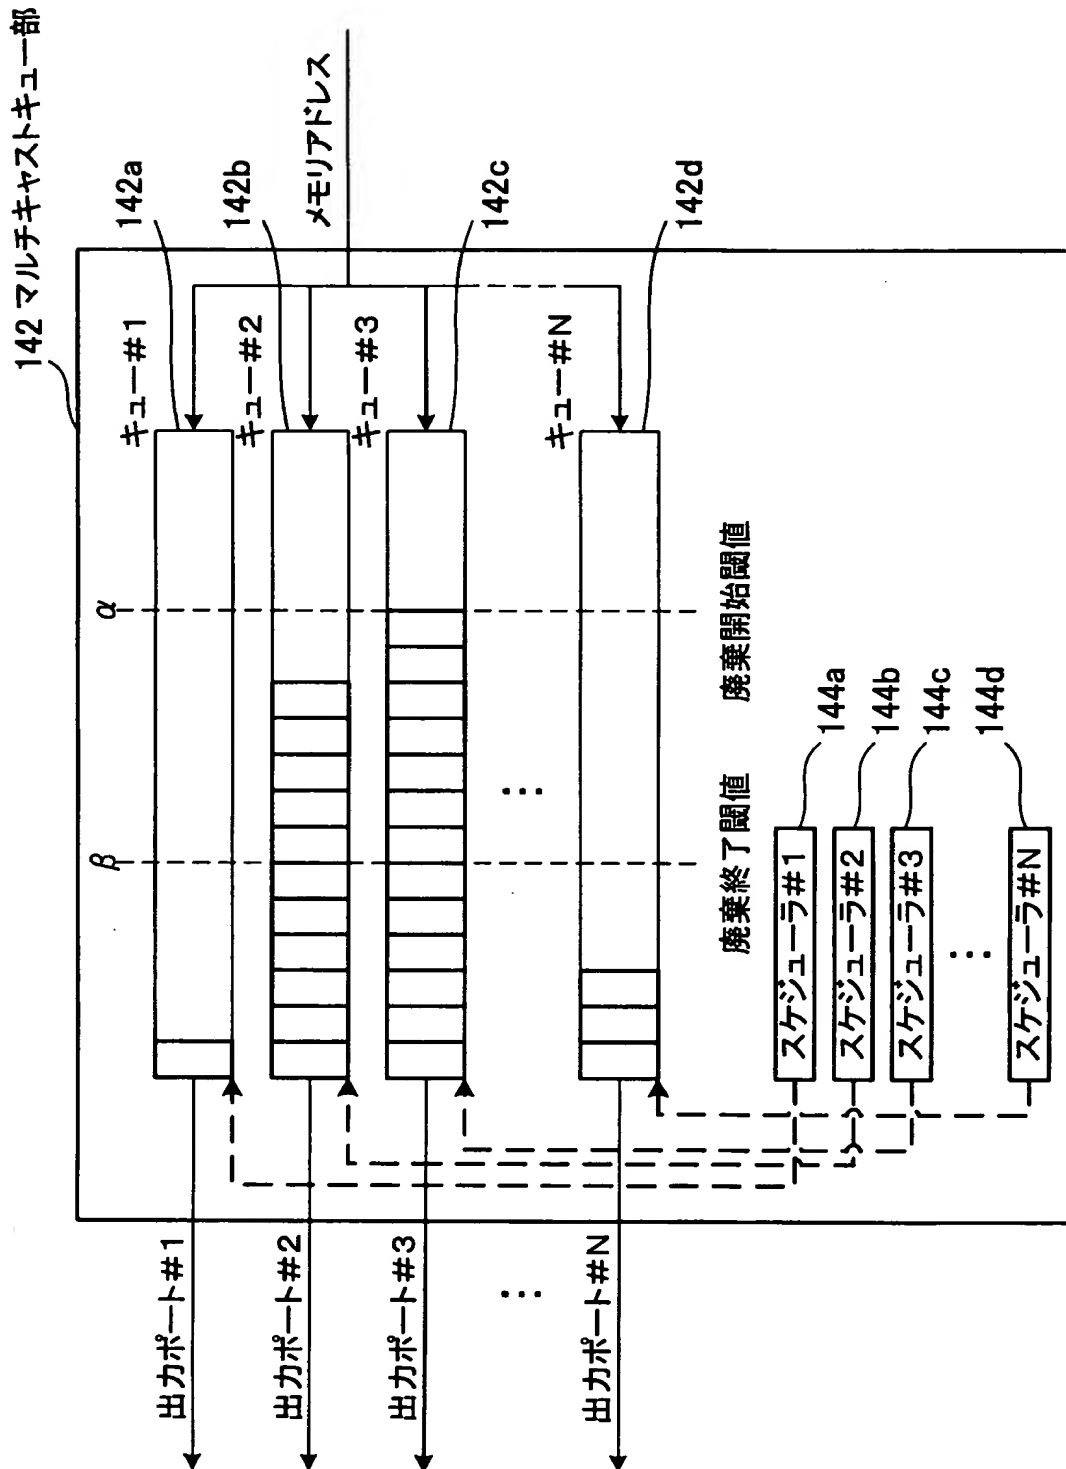 142 マルチキャストキュー部
メモリアドレス
142a
142b
142c
142d
キュー#1
キュー#2
キュー#3
キュー#N
α
β
廃棄開始閾値
廃棄終了閾値
…
スケジューラ#1
スケジューラ#2
スケジューラ#3
…
スケジューラ#N
144a
144b
144c
144d
出力ポート#1
出力ポート#2
出力ポート#3
…
出力ポート#N